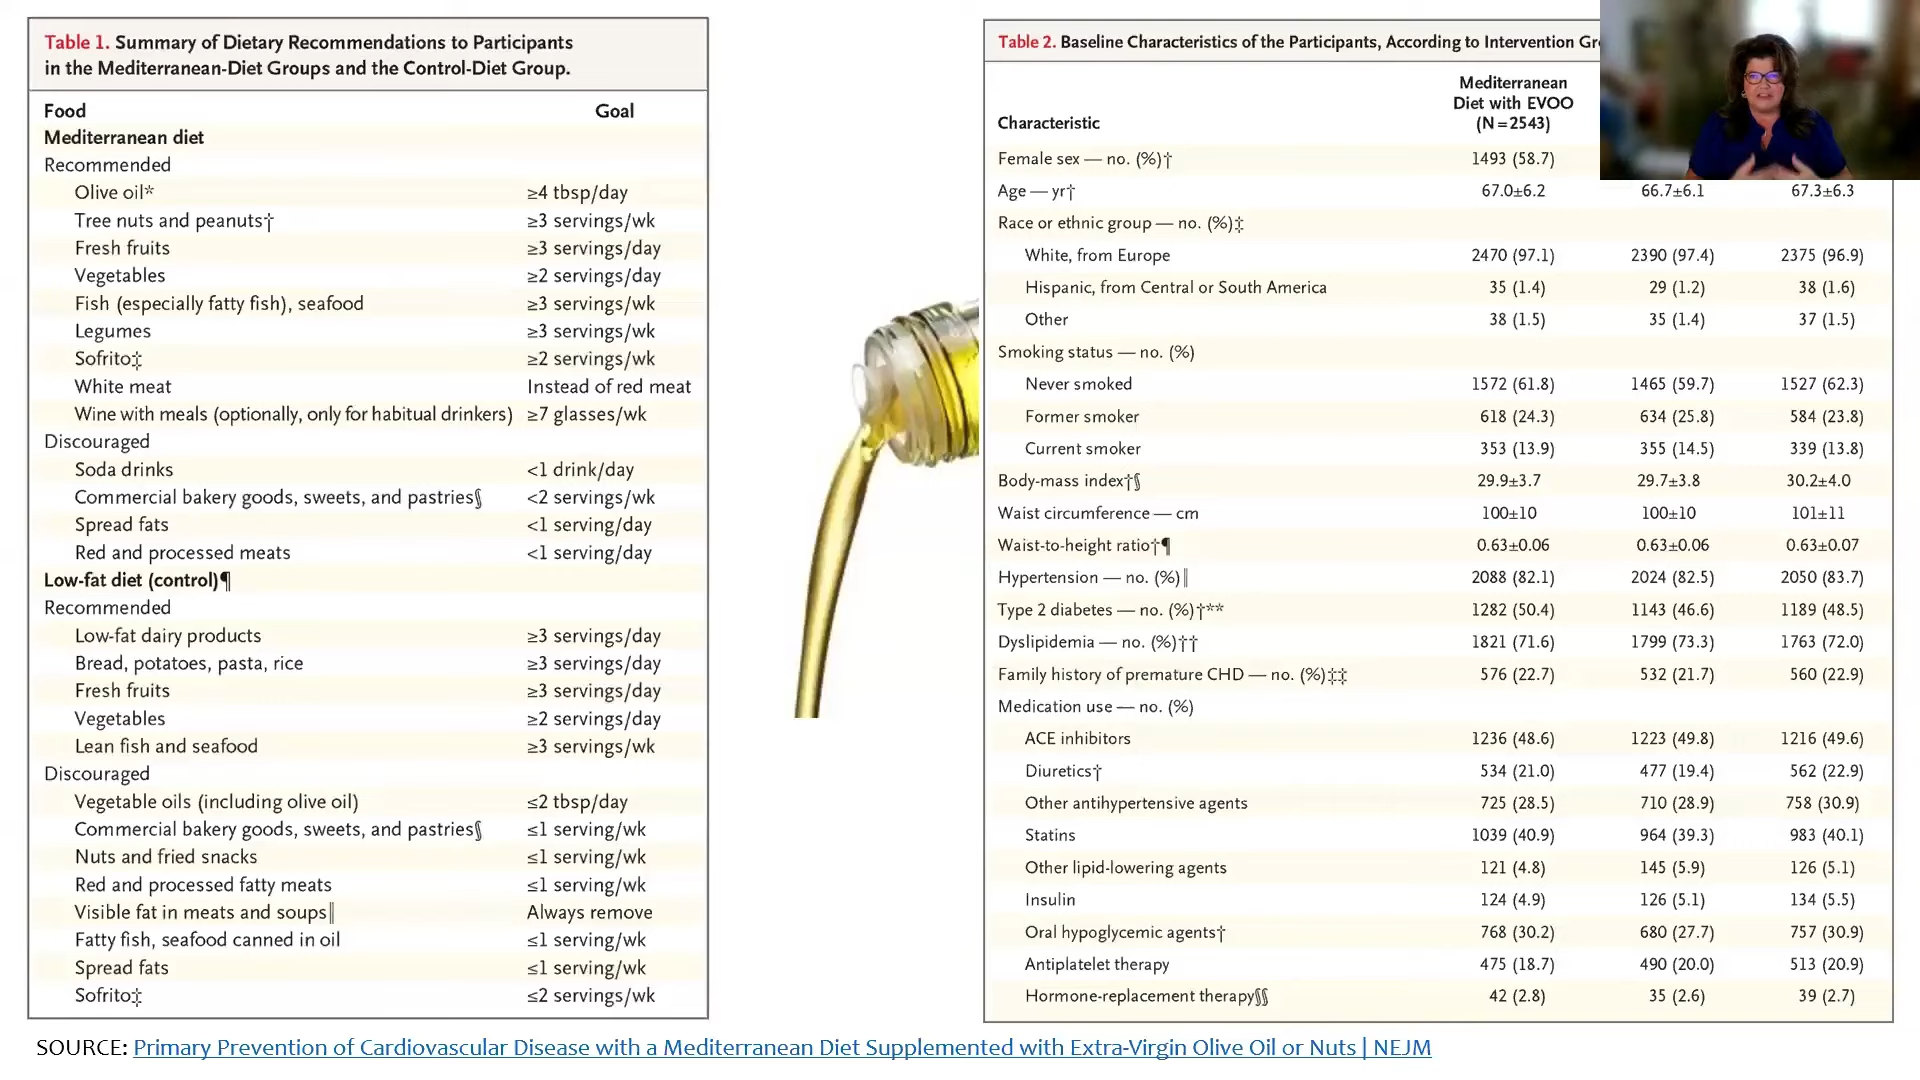 Table 1. Summary of Dietary Recommendations to Participants
in the Mediterranean-Diet Groups and the Control-Diet Group.
Food Goal
Mediterranean diet
Recommended
Olive oil* ≥4 tbsp/day
Tree nuts and peanuts† ≥3 servings/wk
Fresh fruits ≥3 servings/day
Vegetables ≥2 servings/day
Fish (especially fatty fish), seafood ≥3 servings/wk
Legumes ≥3 servings/wk
Sofrito‡ ≥2 servings/wk
White meat Instead of red meat
Wine with meals (optionally, only for habitual drinkers) ≥7 glasses/wk
Discouraged
Soda drinks <1 drink/day
Commercial bakery goods, sweets, and pastries§ <2 servings/wk
Spread fats <1 serving/day
Red and processed meats <1 serving/day
Low-fat diet (control)¶
Recommended
Low-fat dairy products ≥3 servings/day
Bread, potatoes, pasta, rice ≥3 servings/day
Fresh fruits ≥3 servings/day
Vegetables ≥2 servings/day
Lean fish and seafood ≥3 servings/wk
Discouraged
Vegetable oils (including olive oil) ≤2 tbsp/day
Commercial bakery goods, sweets, and pastries§ ≤1 serving/wk
Nuts and fried snacks ≤1 serving/wk
Red and processed fatty meats ≤1 serving/wk
Visible fat in meats and soups‖ Always remove
Fatty fish, seafood canned in oil ≤1 serving/wk
Spread fats ≤1 serving/wk
Sofrito‡ ≤2 servings/wk
Table 2. Baseline Characteristics of the Participants, According to Intervention
Mediterranean
Diet with EVOO
Characteristic (N=2543)
Female sex — no. (%)† 1493 (58.7)
Age — yr† 67.0±6.2 66.7±6.1 67.3±6.3
Race or ethnic group — no. (%)‡
White, from Europe 2470 (97.1) 2390 (97.4) 2375 (96.9)
Hispanic, from Central or South America 35 (1.4) 29 (1.2) 38 (1.6)
Other 38 (1.5) 35 (1.4) 37 (1.5)
Smoking status — no. (%)
Never smoked 1572 (61.8) 1465 (59.7) 1527 (62.3)
Former smoker 618 (24.3) 634 (25.8) 584 (23.8)
Current smoker 353 (13.9) 355 (14.5) 339 (13.8)
Body-mass index†§ 29.9±3.7 29.7±3.8 30.2±4.0
Waist circumference — cm 100±10 100±10 101±11
Waist-to-height ratio†¶ 0.63±0.06 0.63±0.06 0.63±0.07
Hypertension — no. (%)‖ 2088 (82.1) 2024 (82.5) 2050 (83.7)
Type 2 diabetes — no. (%)†** 1282 (50.4) 1143 (46.6) 1189 (48.5)
Dyslipidemia — no. (%)†† 1821 (71.6) 1799 (73.3) 1763 (72.0)
Family history of premature CHD — no. (%)‡‡ 576 (22.7) 532 (21.7) 560 (22.9)
Medication use — no. (%)
ACE inhibitors 1236 (48.6) 1223 (49.8) 1216 (49.6)
Diuretics† 534 (21.0) 477 (19.4) 562 (22.9)
Other antihypertensive agents 725 (28.5) 710 (28.9) 758 (30.9)
Statins 1039 (40.9) 964 (39.3) 983 (40.1)
Other lipid-lowering agents 121 (4.8) 145 (5.9) 126 (5.1)
Insulin 124 (4.9) 126 (5.1) 134 (5.5)
Oral hypoglycemic agents† 768 (30.2) 680 (27.7) 757 (30.9)
Antiplatelet therapy 475 (18.7) 490 (20.0) 513 (20.9)
Hormone-replacement therapy§§ 42 (2.8) 35 (2.6) 39 (2.7)
SOURCE: Primary Prevention of Cardiovascular Disease with a Mediterranean Diet Supplemented with Extra-Virgin Olive Oil or Nuts | NEJM